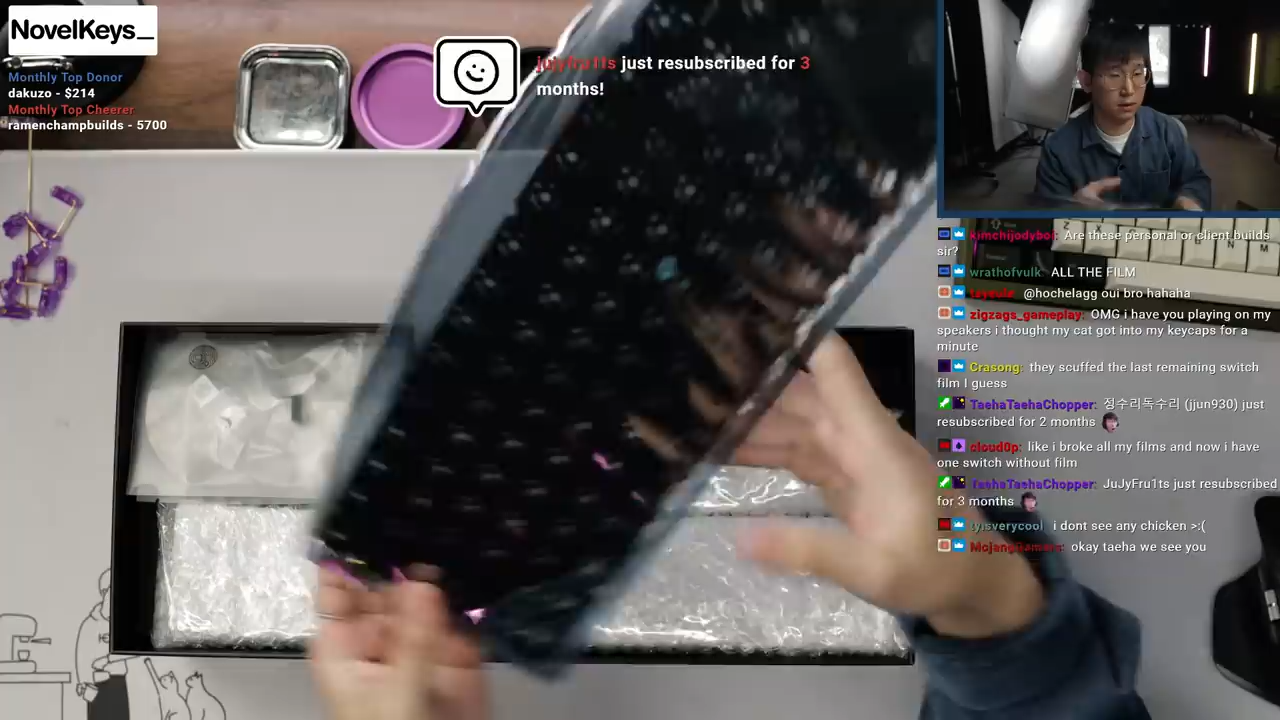 NovelKeys_
Monthly Top Donor
dakuzo - $214
Monthly Top Cheerer
ramenchampbuilds - 5700
jujyfru1ts just resubscribed for 3
months!
kimchijodyboi: Are these personal or client builds
sir?
wrathofvulk: ALL THE FILM
@hochelagg oui bro hahaha
zigzags_gameplay: OMG i have you playing on my
speakers i thought my cat got into my keycaps for a
minute
Crasong: they scuffed the last remaining switch
film I guess
TaehaTaehaChopper: 정수리독수리 (jjun930) just
resubscribed for 2 months
cloud0p: like i broke all my films and now i have
one switch without film
TaehaTaehaChopper: JuJyFru1ts just resubscribed
for 3 months
tyisverycool: i dont see any chicken >:(
okay taeha we see you